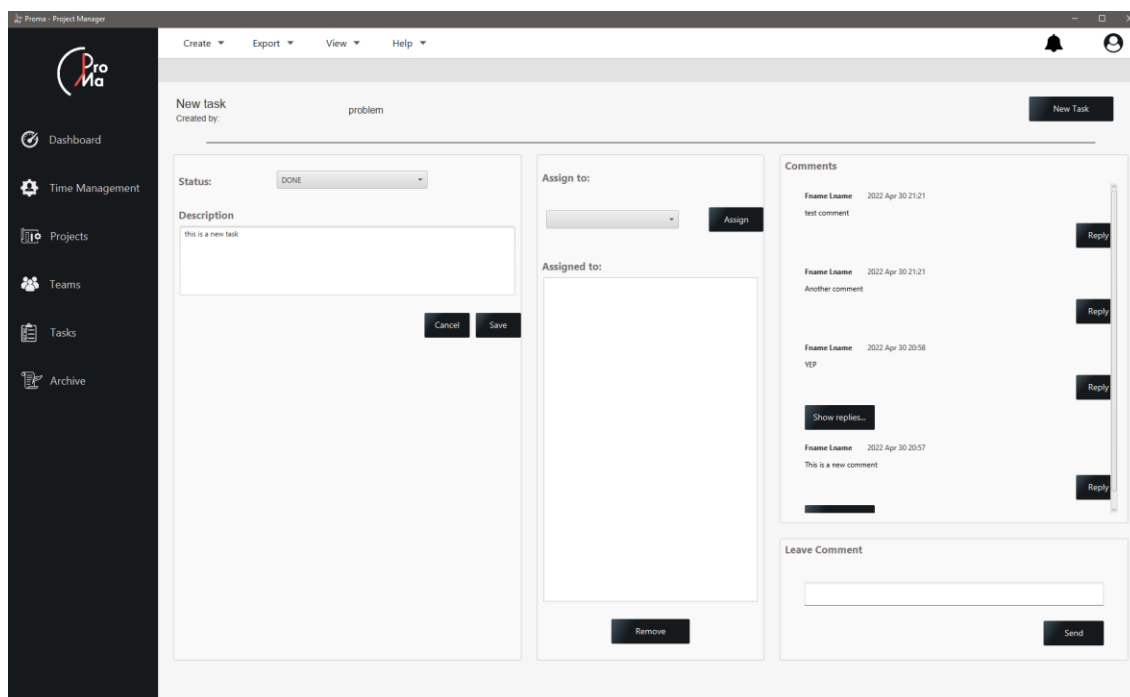 Proma - Project Manager
Pro
Ma
Create
Export
View
Help
Dashboard
Time Management
Projects
Teams
Tasks
Archive
New task
Created by:
problem
New Task
Status:
DONE
Description
this is a new task
Cancel
Save
Assign to:
Assign
Assigned to:
Remove
Comments
Fname Lname 2022 Apr 30 21:21
test comment
Reply
Fname Lname 2022 Apr 30 21:21
Another comment
Reply
Fname Lname 2022 Apr 30 20:58
YEP
Reply
Show replies...
Fname Lname 2022 Apr 30 20:57
This is a new comment
Reply
Leave Comment
Send